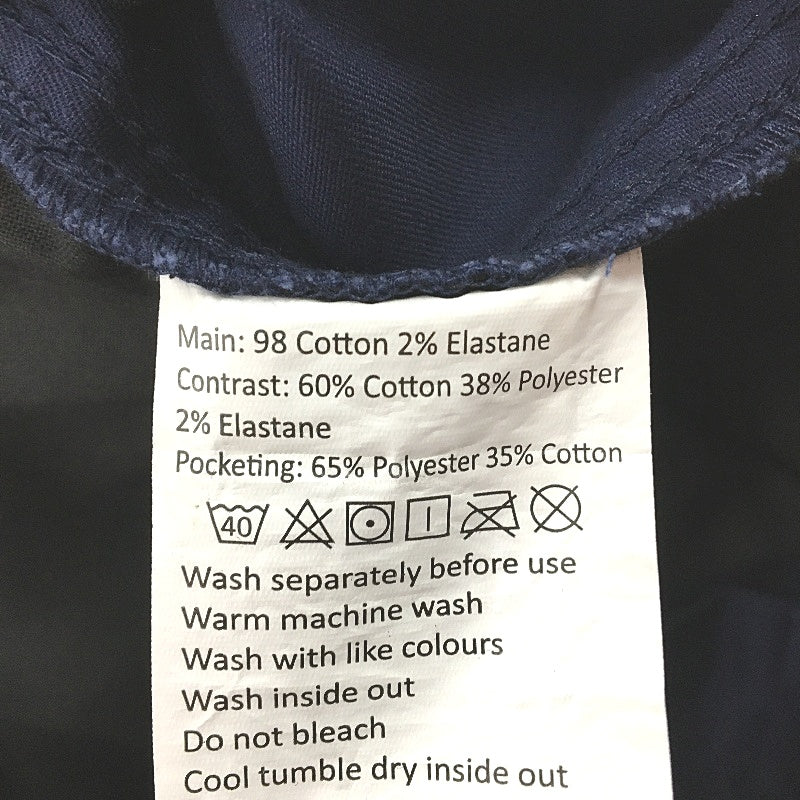 Main: 98 Cotton 2% Elastane
Contrast: 60% Cotton 38% Polyester
2% Elastane
Pocketing: 65% Polyester 35% Cotton
40
Wash separately before use
Warm machine wash
Wash with like colours
Wash inside out
Do not bleach
Cool tumble dry inside out